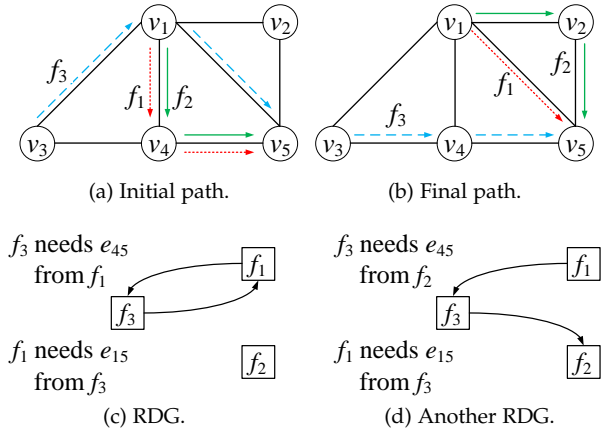 v1 v2 v1 v2
f3 f1 f2 f3 f1 f2
v3 v4 v5 v3 v4 v5
(a) Initial path. (b) Final path.
f3 needs e45 f3 needs e45
from f1 f1 from f2 f1
f3 f3
f1 needs e15 f1 needs e15
from f3 f2 from f3 f2
(c) RDG. (d) Another RDG.